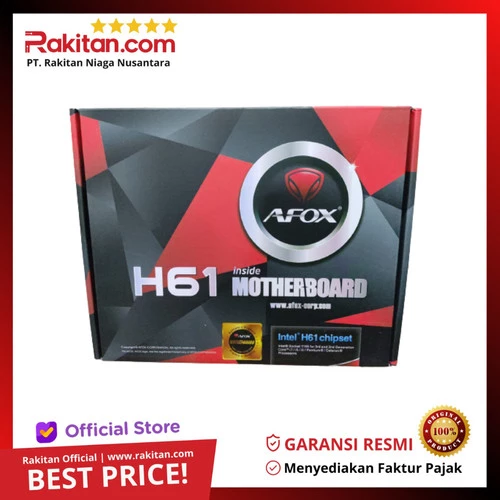 Rakitan.com
PT. Rakitan Niaga Nusantara
AFOX
H61 inside MOTHERBOARD
www.afox-corp.com
AFOX
Intel® H61 chipset
Official Store
Rakitan Official | www.rakitan.com
BEST PRICE!
GARANSI RESMI
Menyediakan Faktur Pajak
ORIGINAL
100%
PRODUCT